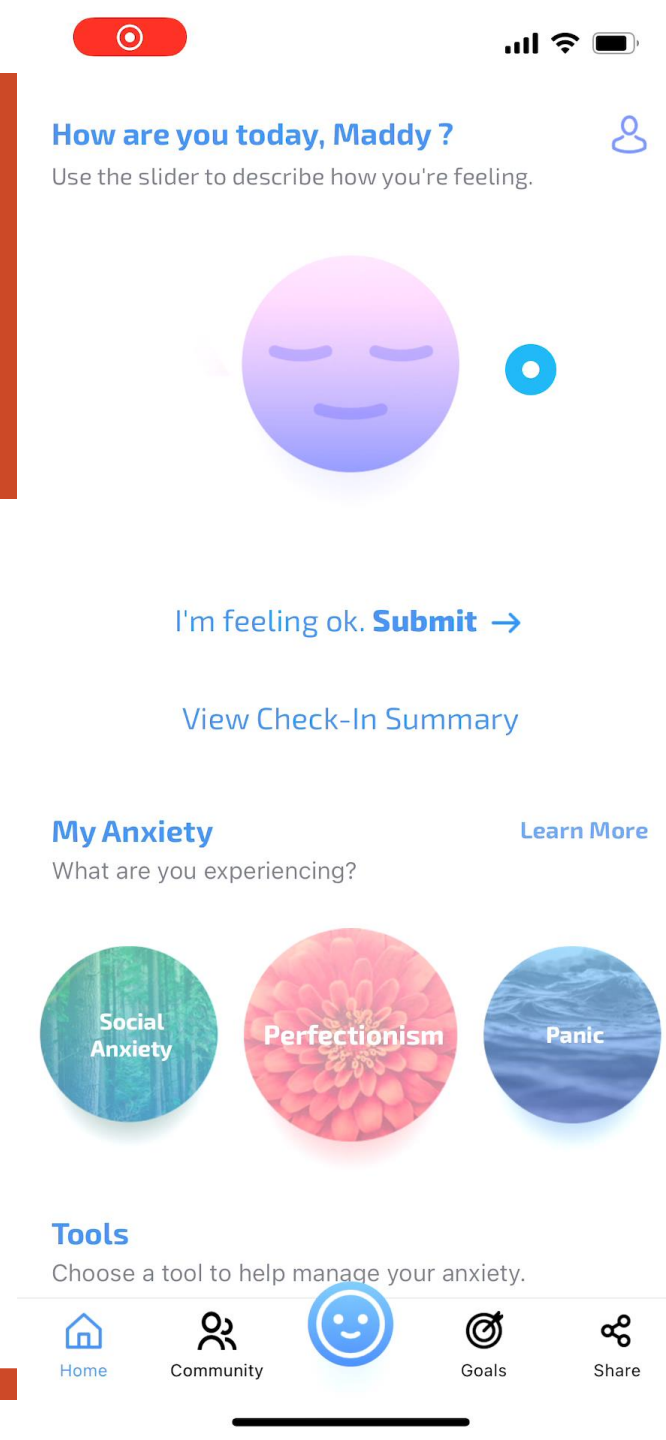 How are you today, Maddy ?
Use the slider to describe how you're feeling.
I'm feeling ok. Submit →
View Check-In Summary
My Anxiety
Learn More
What are you experiencing?
Social
Anxiety
Perfectionism
Panic
Tools
Choose a tool to help manage your anxiety.
Home
Community
Goals
Share